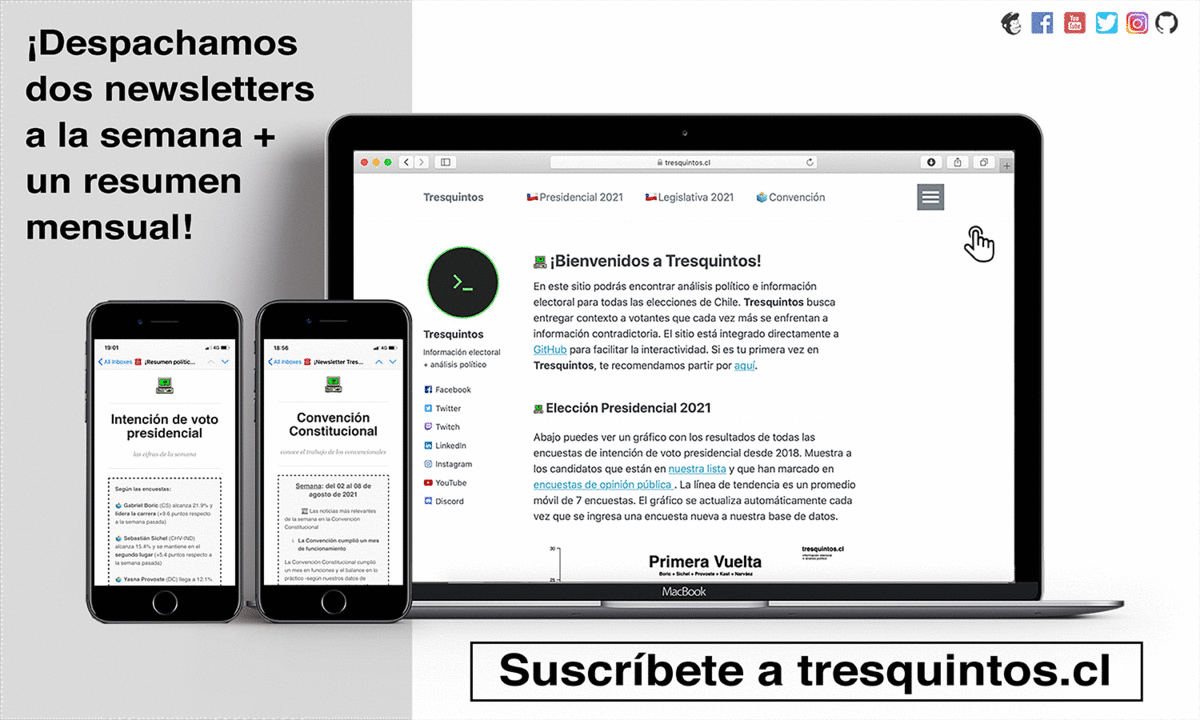 ¡Despachamos
dos newsletters
a la semana +
un resumen
mensual!
You
Tube
tresquintos.cl
Tresquintos
Presidencial 2021
Legislativa 2021
Convención
Tresquintos
Información electoral
+ análisis político
Facebook
Twitter
Twitch
LinkedIn
Instagram
YouTube
Discord
¡Bienvenidos a Tresquintos!
En este sitio podrás encontrar análisis político e información
electoral para todas las elecciones de Chile. Tresquintos busca
entregar contexto a votantes que cada vez más se enfrentan a
información contradictoria. El sitio está integrado directamente a
GitHub para facilitar la interactividad. Si es tu primera vez en
Tresquintos, te recomendamos partir por aquí.
Elección Presidencial 2021
Abajo puedes ver un gráfico con los resultados de todas las
encuestas de intención de voto presidencial desde 2018. Muestra a
los candidatos que están en nuestra lista y que han marcado en
encuestas de opinión pública . La línea de tendencia es un promedio
móvil de 7 encuestas. El gráfico se actualiza automáticamente cada
vez que se ingresa una encuesta nueva a nuestra base de datos.
30
25
Primera Vuelta
Boric + Sichel + Provoste + Kast + Narváez
tresquintos.cl
información electoral
+ análisis político
MacBook
19:01
4G
All Inboxes
¡Resumen polític...
Intención de voto
presidencial
las cifras de la semana
Según las encuestas:
Gabriel Boric (CS) alcanza 21.9% y
lidera la carrera (+9.6 puntos respecto
a la semana pasada)
Sebastián Sichel (CHV-IND)
alcanza 15.4% y se mantiene en el
segundo lugar (+5.4 puntos respecto a
la semana pasada)
Yasna Provoste (DC) llega a 12.1%
18:56
4G
All Inboxes
¡Newsletter Tres...
Convención
Constitucional
conoce el trabajo de los convencionales
Semana: del 02 al 08 de
agosto de 2021
Las noticias más relevantes
de la semana en la Convención
Constitucional
La Convención cumplió un mes
de funcionamiento
La Convención Constitucional cumplió
un mes en funciones y el balance en lo
práctico -según nuestros datos de
Suscríbete a tresquintos.cl